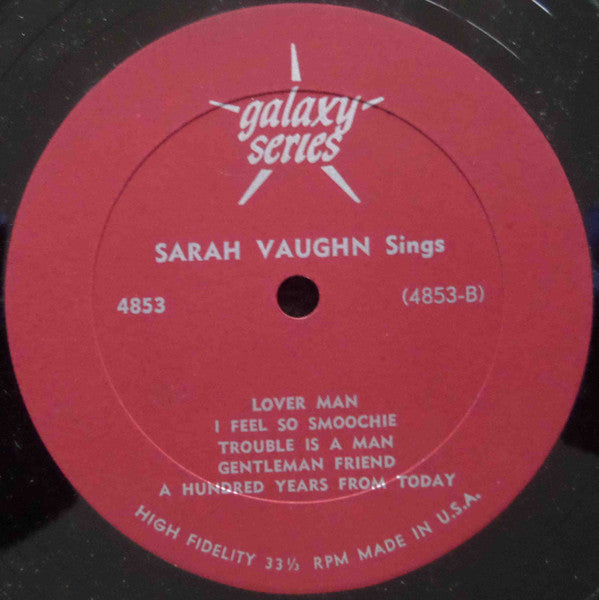 galaxy
series
SARAH VAUGHN Sings
4853 (4853-B)
LOVER MAN
I FEEL SO SMOOCHIE
TROUBLE IS A MAN
GENTLEMAN FRIEND
A HUNDRED YEARS FROM TODAY
HIGH FIDELITY 33⅓ RPM MADE IN U.S.A.